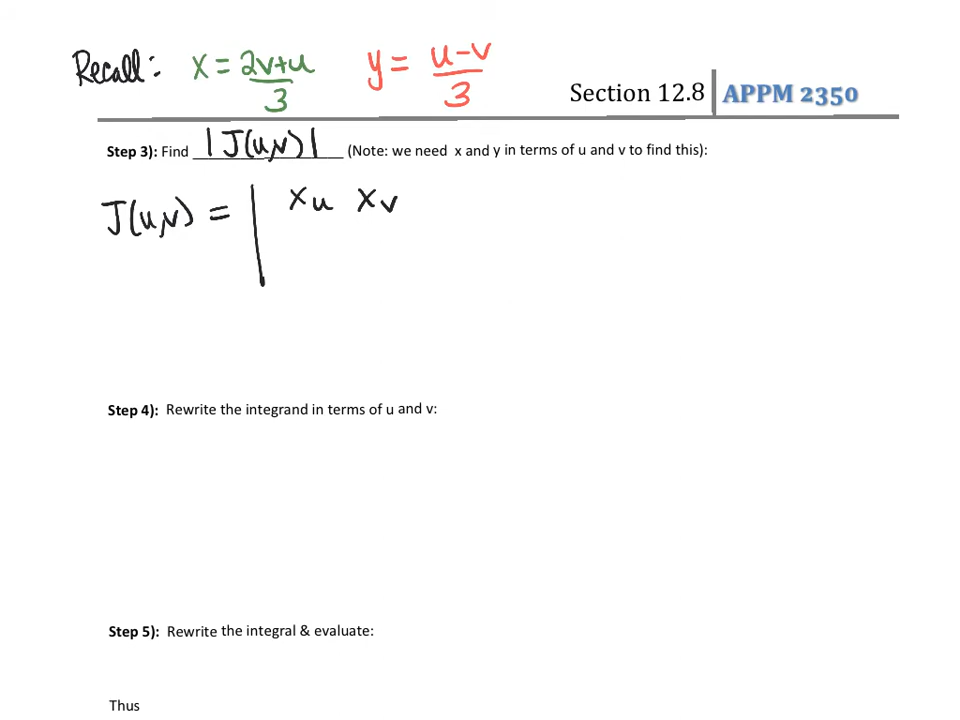 Recall: x = 2v+u/3 y = u-v/3
Section 12.8 | APPM 2350
Step 3): Find |J(u,v)| (Note: we need x and y in terms of u and v to find this):
J(u,v) = | xu xv
Step 4): Rewrite the integrand in terms of u and v:
Step 5): Rewrite the integral & evaluate:
Thus